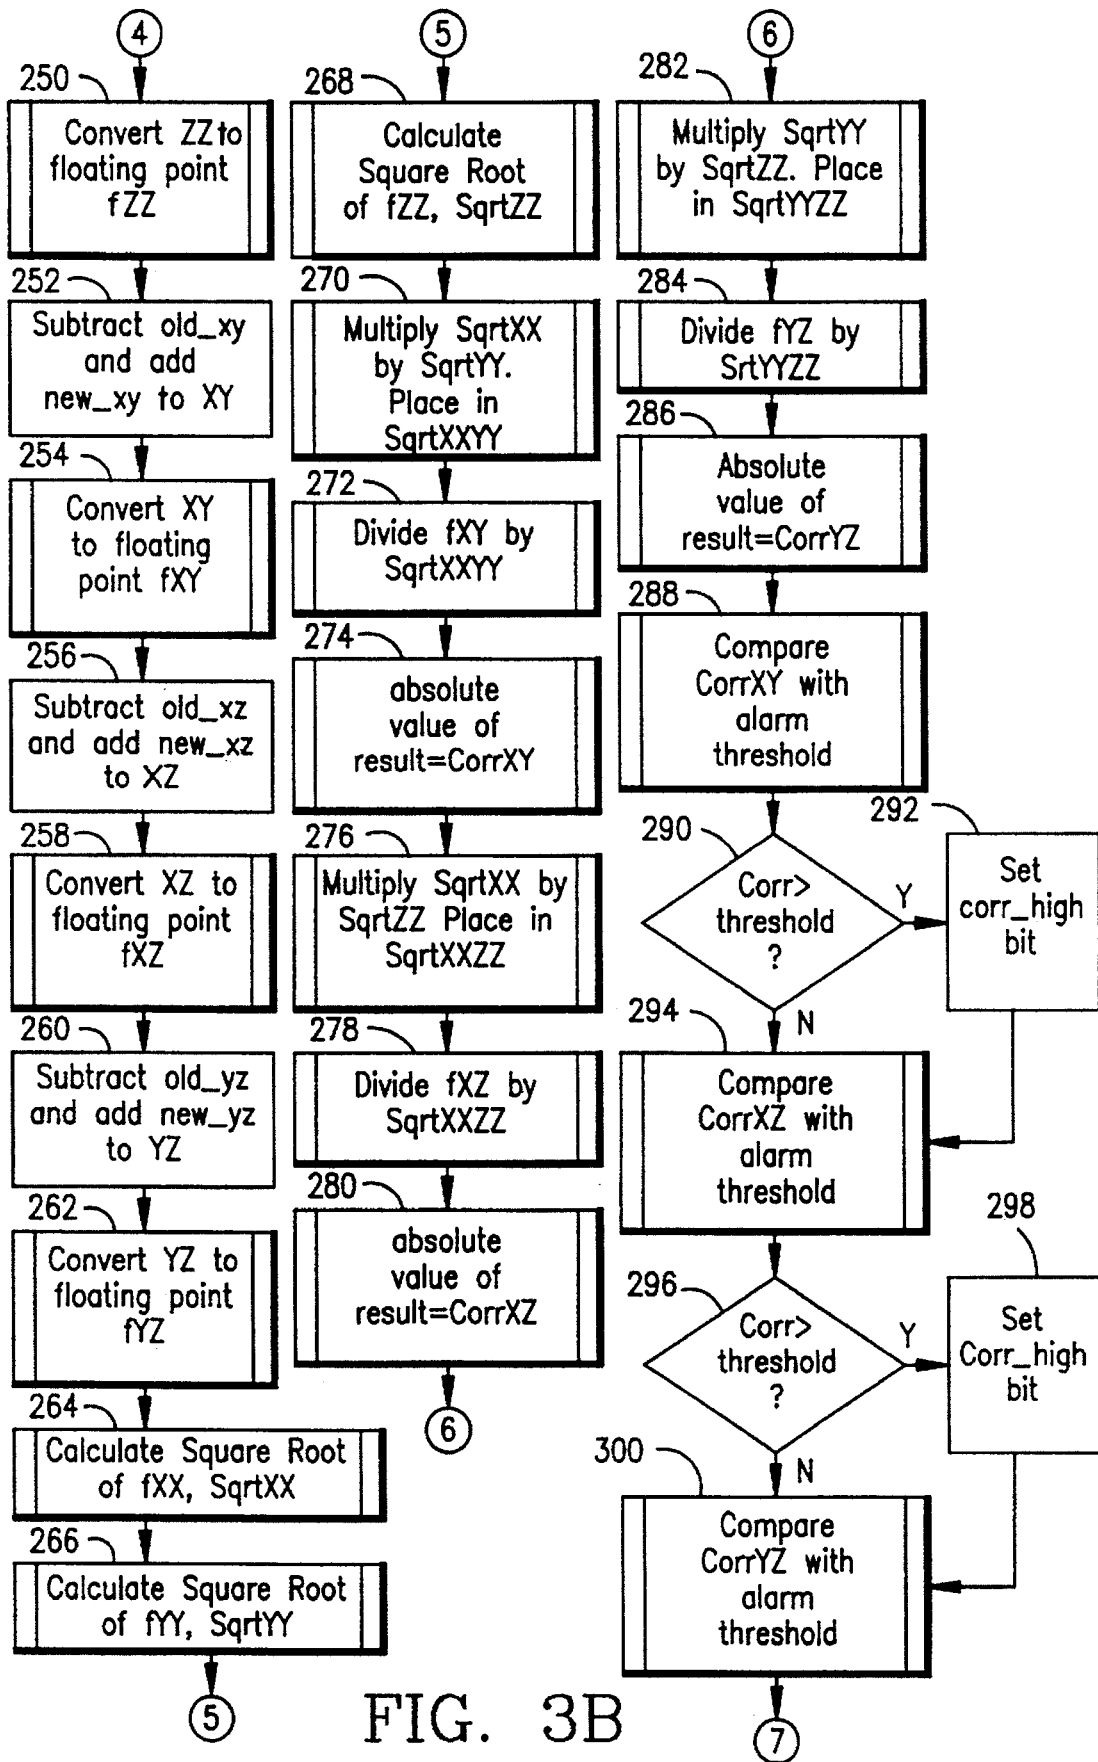 4
250
Convert ZZ to
floating point
fZZ
252
Subtract old_xy
and add
new_xy to XY
254
Convert XY
to floating
point fXY
256
Subtract old_xz
and add new_xz
to XZ
258
Convert XZ to
floating point
fXZ
260
Subtract old_yz
and add new_yz
to YZ
262
Convert YZ to
floating point
fYZ
264
Calculate Square Root
of fXX, SqrtXX
266
Calculate Square Root
of fYY, SqrtYY
5
5
268
Calculate
Square Root
of fZZ, SqrtZZ
270
Multiply SqrtXX
by SqrtYY.
Place in
SqrtXXYY
272
Divide fXY by
SqrtXXYY
274
absolute
value of
result=CorrXY
276
Multiply SqrtXX by
SqrtZZ Place in
SqrtXXZZ
278
Divide fXZ by
SqrtXXZZ
280
absolute
value of
result=CorrXZ
6
6
282
Multiply SqrtYY
by SqrtZZ. Place
in SqrtYYZZ
284
Divide fYZ by
SrtYYZZ
286
Absolute
value of
result=CorrYZ
288
Compare
CorrXY with
alarm
threshold
290
Corr>
threshold
?
Y
N
292
Set
corr_high
bit
294
Compare
CorrXZ with
alarm
threshold
296
Corr>
threshold
?
Y
N
298
Set
Corr_high
bit
300
Compare
CorrYZ with
alarm
threshold
7
FIG. 3B